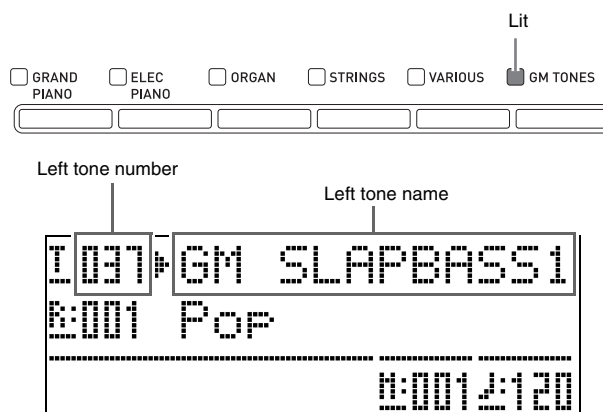 Lit
GRAND PIANO
ELEC PIANO
ORGAN
STRINGS
VARIOUS
GM TONES
Left tone number
Left tone name
T 037 GM SLAPBASS1
R:001 Pop
M:001 ♩:120